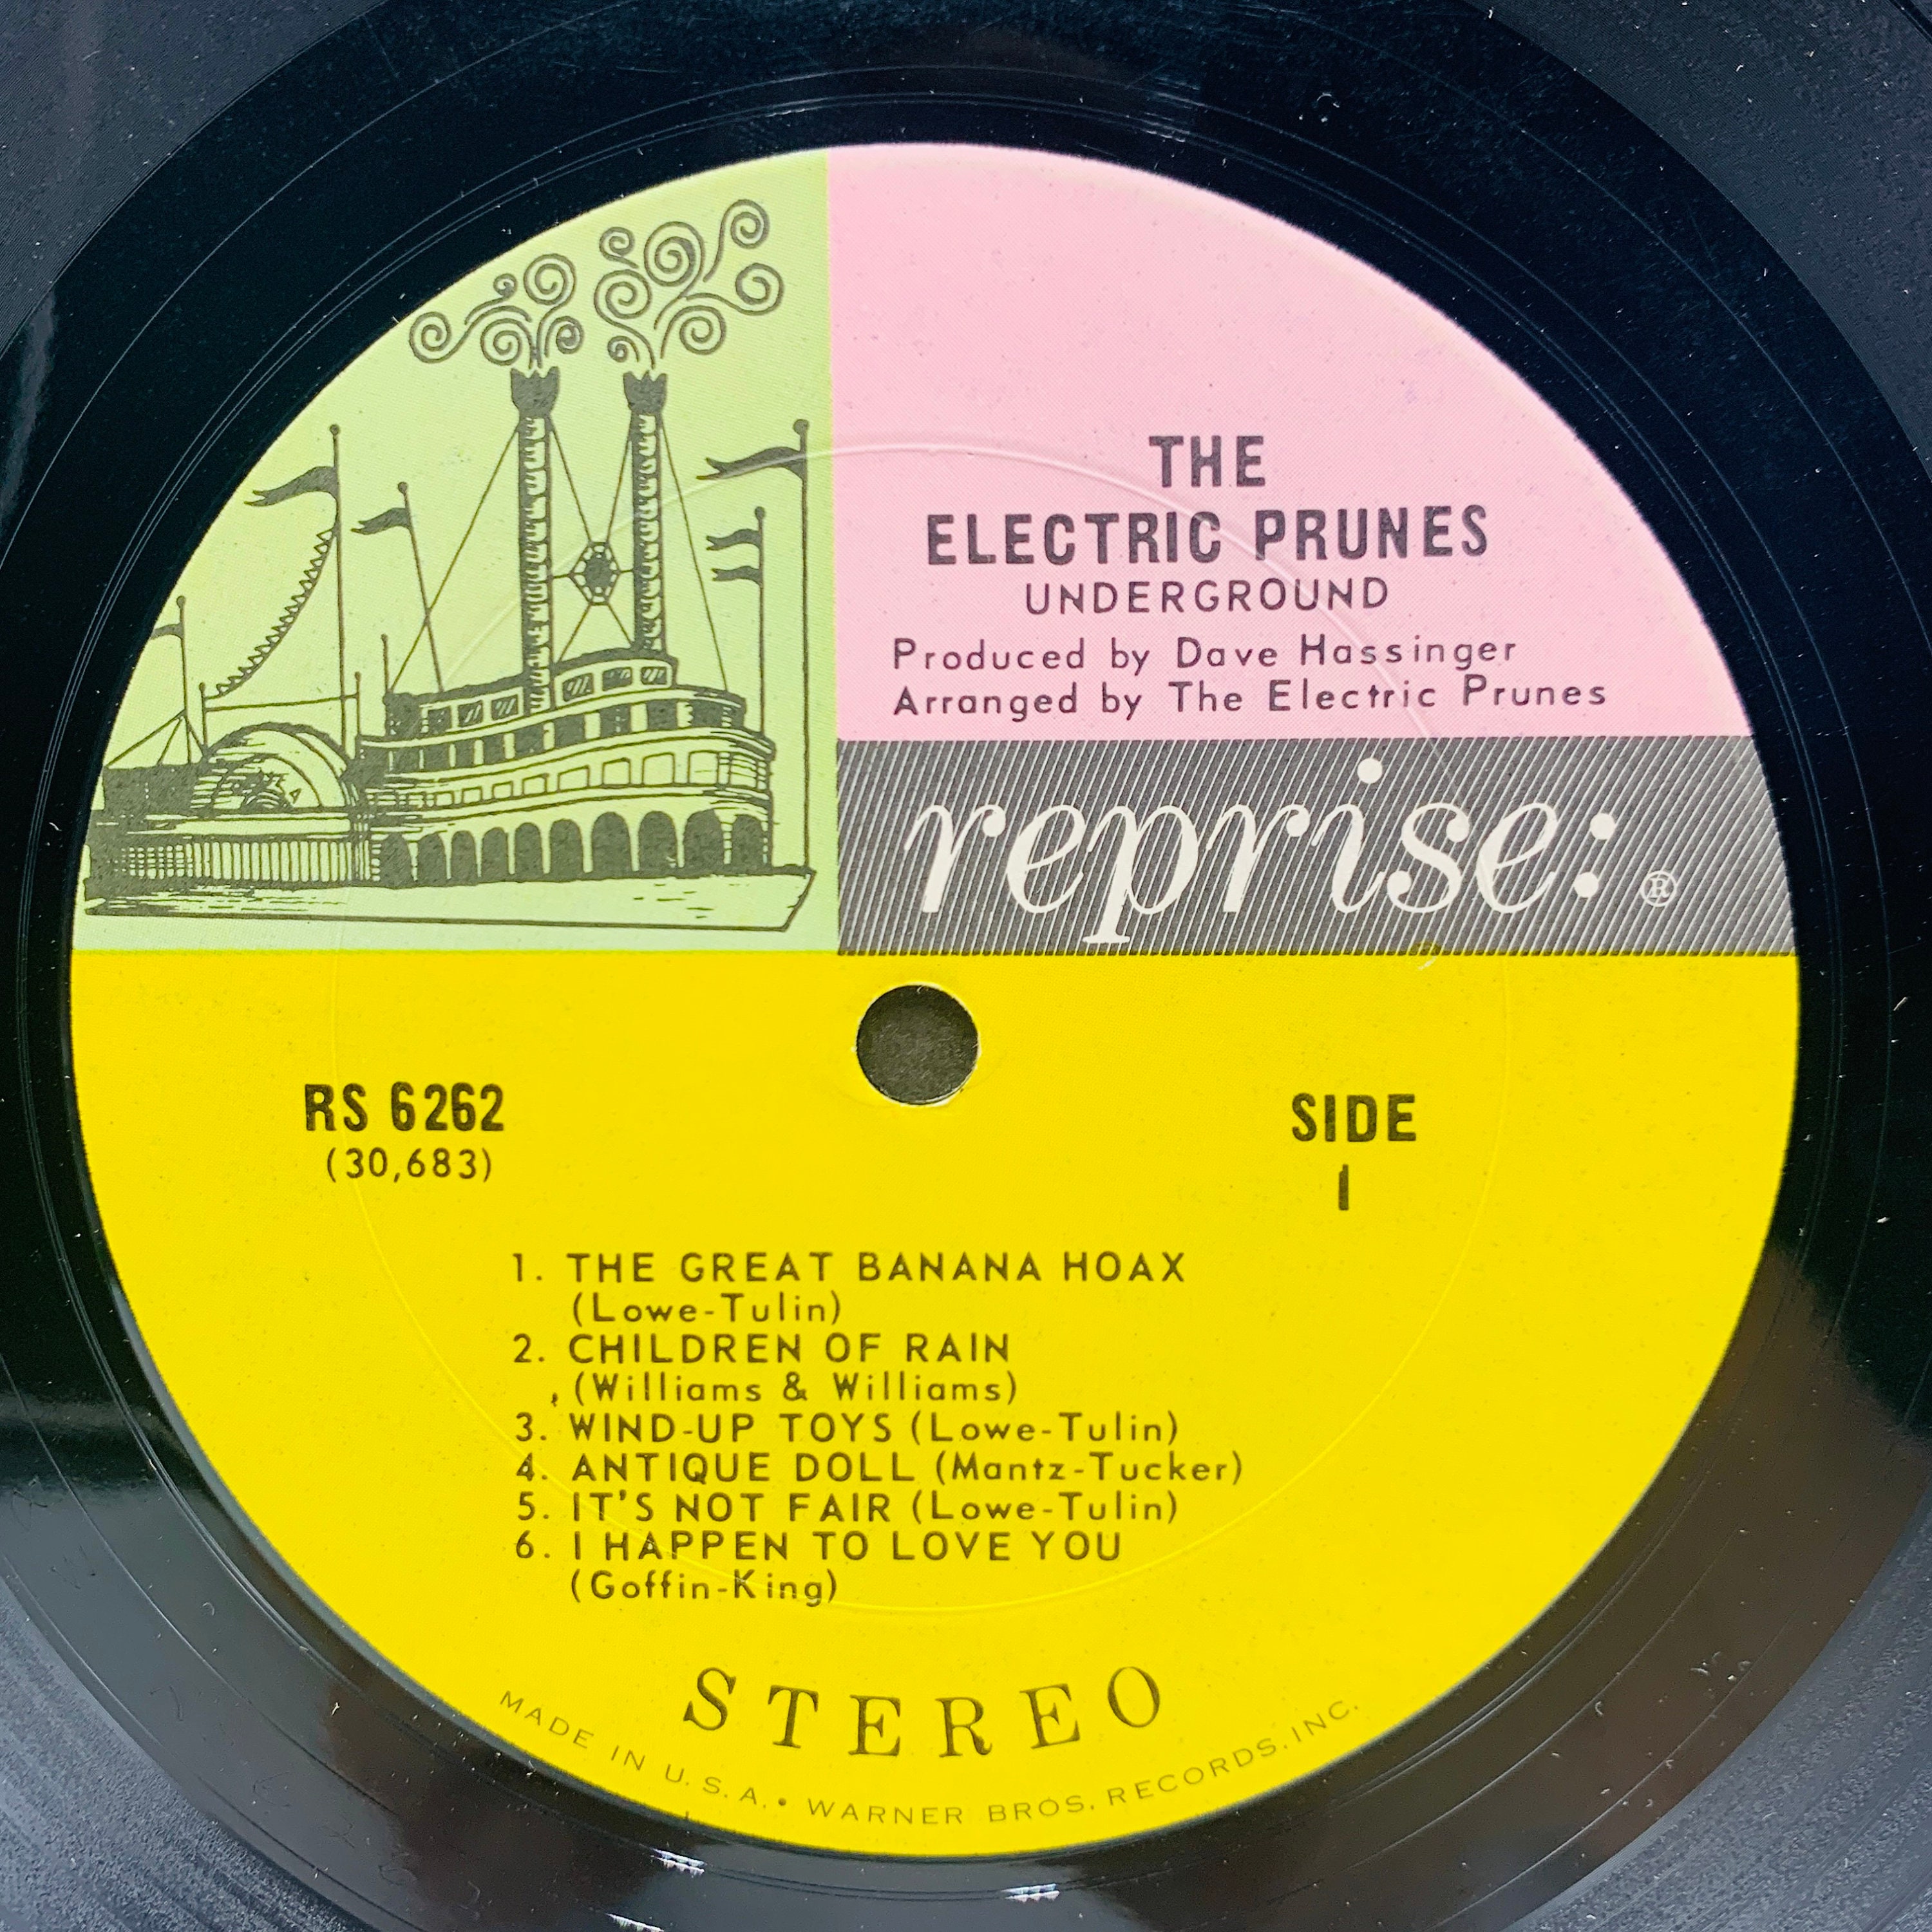 THE
ELECTRIC PRUNES
UNDERGROUND
Produced by Dave Hassinger
Arranged by The Electric Prunes
reprise: ®
RS 6262
(30,683)
SIDE
1
1. THE GREAT BANANA HOAX
(Lowe-Tulin)
2. CHILDREN OF RAIN
(Williams & Williams)
3. WIND-UP TOYS (Lowe-Tulin)
4. ANTIQUE DOLL (Mantz-Tucker)
5. IT'S NOT FAIR (Lowe-Tulin)
6. I HAPPEN TO LOVE YOU
(Goffin-King)
STEREO
MADE IN U.S.A. • WARNER BROS. RECORDS. INC.